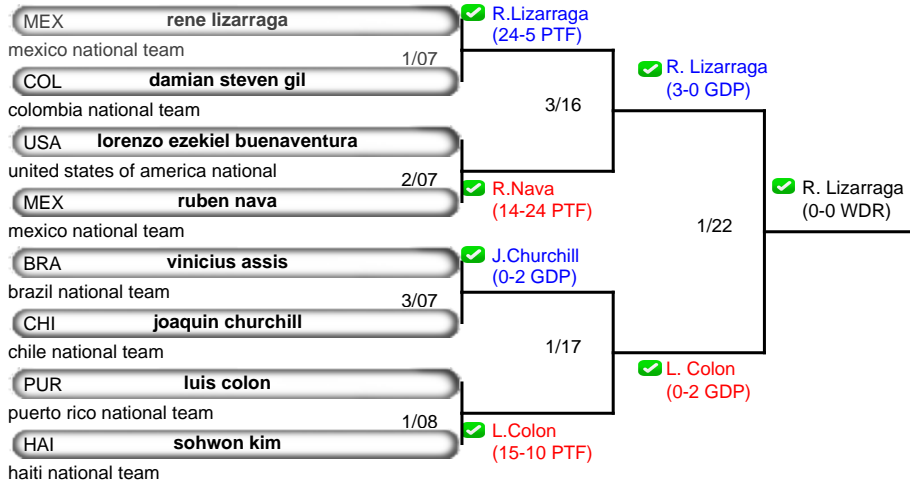 MEX rene lizarraga
mexico national team
1/07
COL damian steven gil
colombia national team
USA lorenzo ezekiel buenaventura
united states of america national
2/07
MEX ruben nava
mexico national team
BRA vinicius assis
brazil national team
3/07
CHI joaquin churchill
chile national team
PUR luis colon
puerto rico national team
1/08
HAI sohwon kim
haiti national team
R.Lizarraga
(24-5 PTF)
3/16
R.Nava
(14-24 PTF)
J.Churchill
(0-2 GDP)
1/17
L.Colon
(15-10 PTF)
R. Lizarraga
(3-0 GDP)
1/22
L. Colon
(0-2 GDP)
R. Lizarraga
(0-0 WDR)